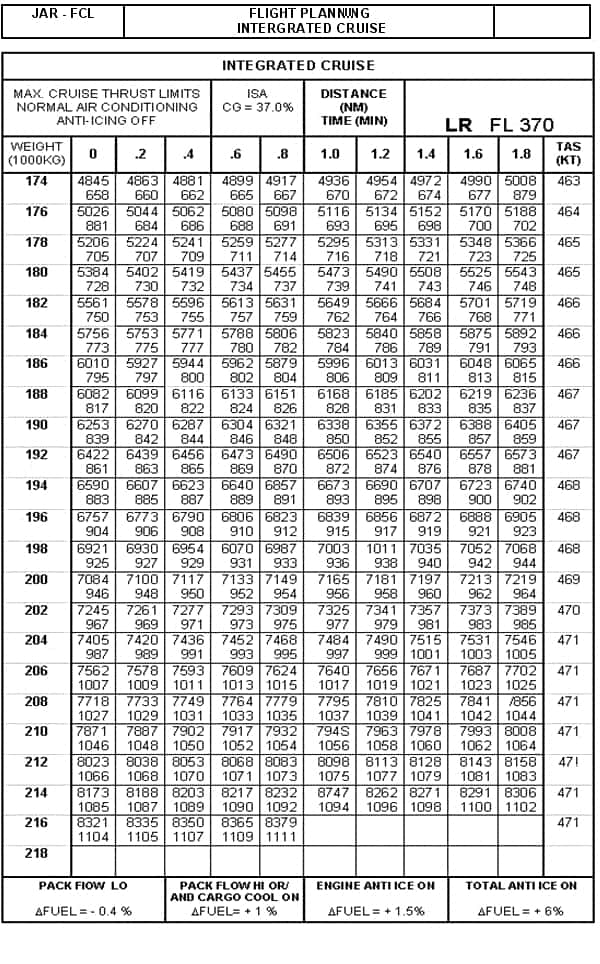 JAR - FCL
FLIGHT PLANNWG
INTERGRATED CRUISE
INTEGRATED CRUISE
MAX. CRUISE THRUST LIMITS
NORMAL AIR CONDITIONING
ANTI-ICING OFF
ISA
CG = 37.0%
DISTANCE
(NM)
TIME (MIN)
LR FL 370
WEIGHT
(1000KG)
0 .2 .4 .6 .8 1.0 1.2 1.4 1.6 1.8
TAS
(KT)
174 4845 4863 4881 4899 4917 4936 4954 4972 4990 5008 463
658 660 662 665 667 670 672 674 677 879
176 5026 5044 5062 5080 5098 5116 5134 5152 5170 5188 464
881 684 686 688 691 693 695 698 700 702
178 5206 5224 5241 5259 5277 5295 5313 5331 5348 5366 465
705 707 709 711 714 716 718 721 723 725
180 5384 5402 5419 5437 5455 5473 5490 5508 5525 5543 465
728 730 732 734 737 739 741 743 746 748
182 5561 5578 5596 5613 5631 5649 5666 5684 5701 5719 466
750 753 755 757 759 762 764 766 768 771
184 5756 5753 5771 5788 5806 5823 5840 5858 5875 5892 466
773 775 777 780 782 784 786 789 791 793
186 6010 5927 5944 5962 5879 5996 6013 6031 6048 6065 466
795 797 800 802 804 806 809 811 813 815
188 6082 6099 6116 6133 6151 6168 6185 6202 6219 6236 467
817 820 822 824 826 828 831 833 835 837
190 6253 6270 6287 6304 6321 6338 6355 6372 6388 6405 467
839 842 844 846 848 850 852 855 857 859
192 6422 6439 6456 6473 6490 6506 6523 6540 6557 6573 467
861 863 865 869 870 872 874 876 878 881
194 6590 6607 6623 6640 6857 6673 6690 6707 6723 6740 468
883 885 887 889 891 893 895 898 900 902
196 6757 6773 6790 6806 6823 6839 6856 6872 6888 6905 468
904 906 908 910 912 915 917 919 921 923
198 6921 6930 6954 6070 6987 7003 1011 7035 7052 7068 468
925 927 929 931 933 936 938 940 942 944
200 7084 7100 7117 7133 7149 7165 7181 7197 7213 7219 469
946 948 950 952 954 956 958 960 962 964
202 7245 7261 7277 7293 7309 7325 7341 7357 7373 7389 470
967 969 971 973 975 977 979 981 983 985
204 7405 7420 7436 7452 7468 7484 7490 7515 7531 7546 471
987 989 991 993 995 997 999 1001 1003 1005
206 7562 7578 7593 7609 7624 7640 7656 7671 7687 7702 471
1007 1009 1011 1013 1015 1017 1019 1021 1023 1025
208 7718 7733 7749 7764 7779 7795 7810 7825 7841 /856 471
1027 1029 1031 1033 1035 1037 1039 1041 1042 1044
210 7871 7887 7902 7917 7932 794S 7963 7978 7993 8008 471
1046 1048 1050 1052 1054 1056 1058 1060 1062 1064
212 8023 8038 8053 8068 8083 8098 8113 8128 8143 8158 47!
1066 1068 1070 1071 1073 1075 1077 1079 1081 1083
214 8173 8188 8203 8217 8232 8747 8262 8271 8291 8306 471
1085 1087 1089 1090 1092 1094 1096 1098 1100 1102
216 8321 8335 8350 8365 8379 471
1104 1105 1107 1109 1111
218
PACK FIOW LO
ΔFUEL = - 0.4 %
PACK FLOW HI OR/
AND CARGO COOL ON
ΔFUEL= + 1 %
ENGINE ANTI ICE ON
ΔFUEL = + 1.5%
TOTAL ANTI ICE ON
ΔFUEL = + 6%